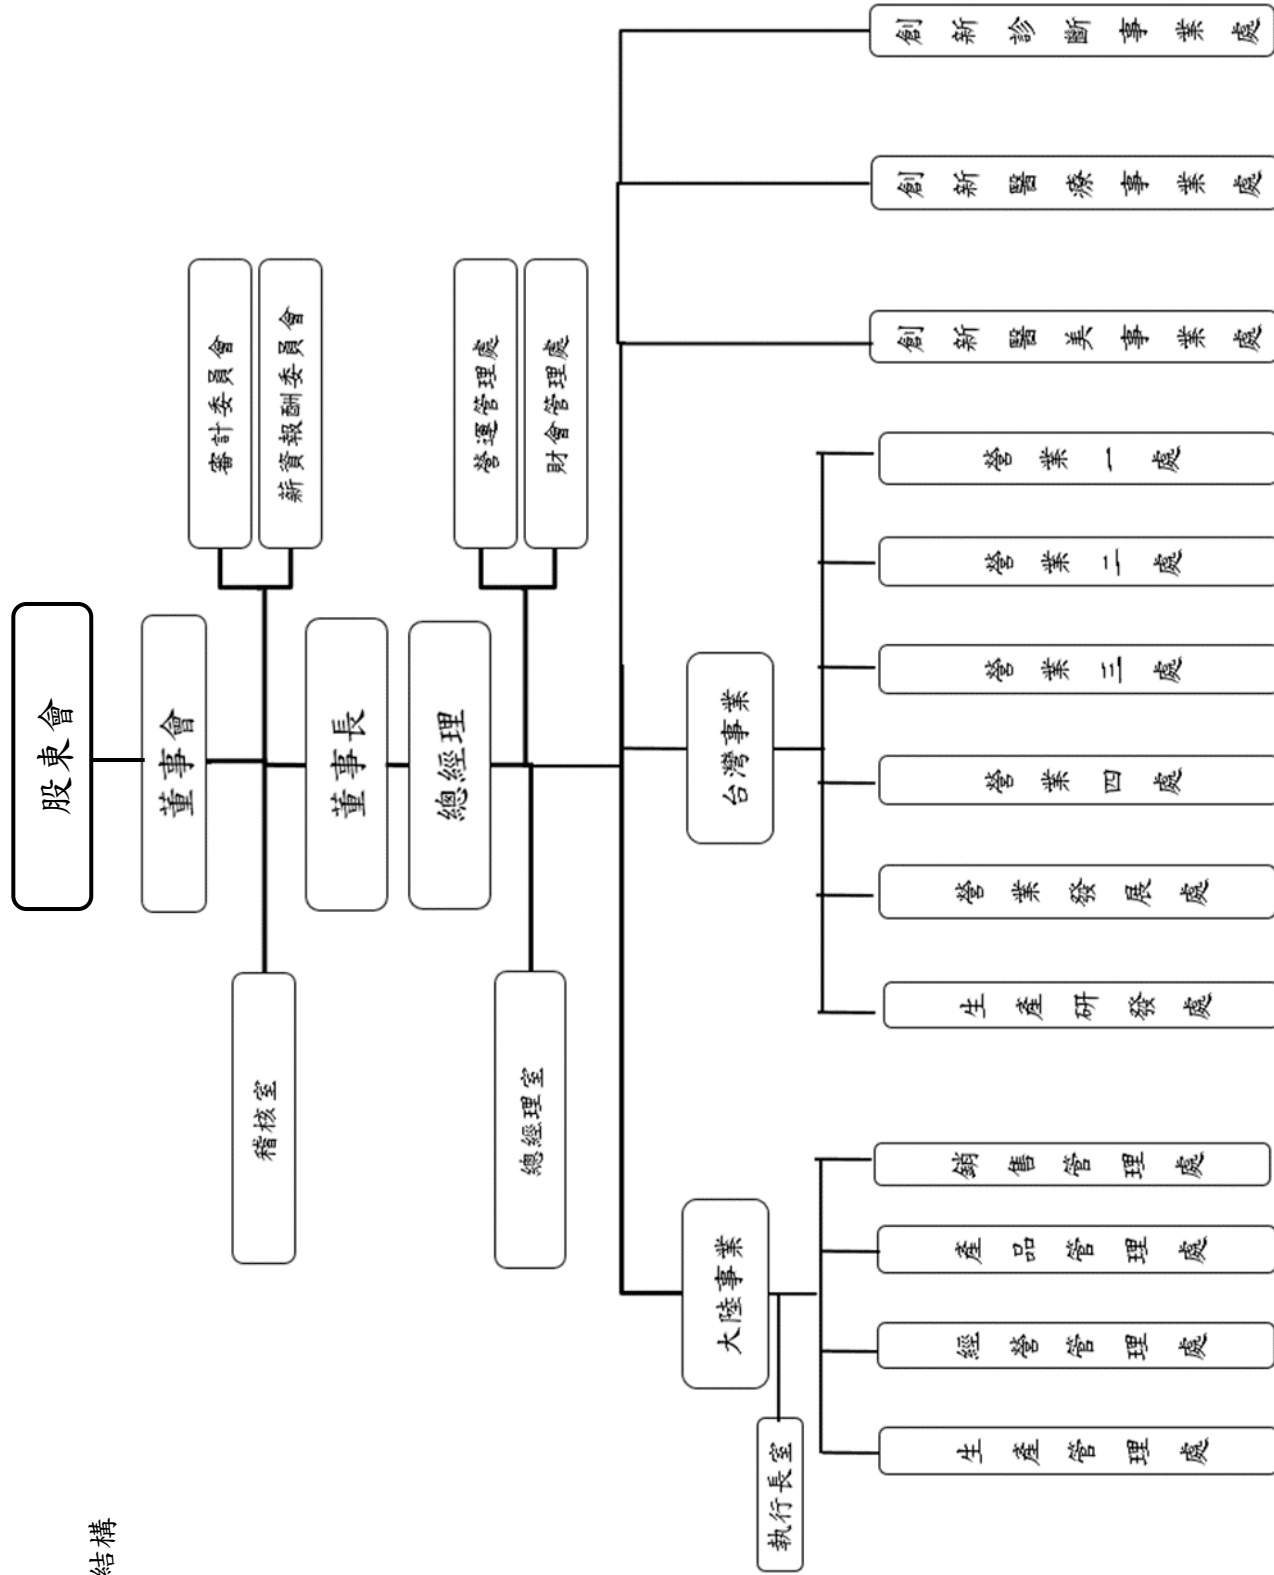 結構
股東會
董事會
審計委員會
薪資報酬委員會
稽核室
董事長
總經理
營運管理處
財會管理處
總經理室
大陸事業
台灣事業
執行長室
生產管理處
經營管理處
產品管理處
銷售管理處
生產研發處
營業發展處
營業四處
營業三處
營業二處
營業一處
創新醫美事業處
創新醫療事業處
創新診斷事業處